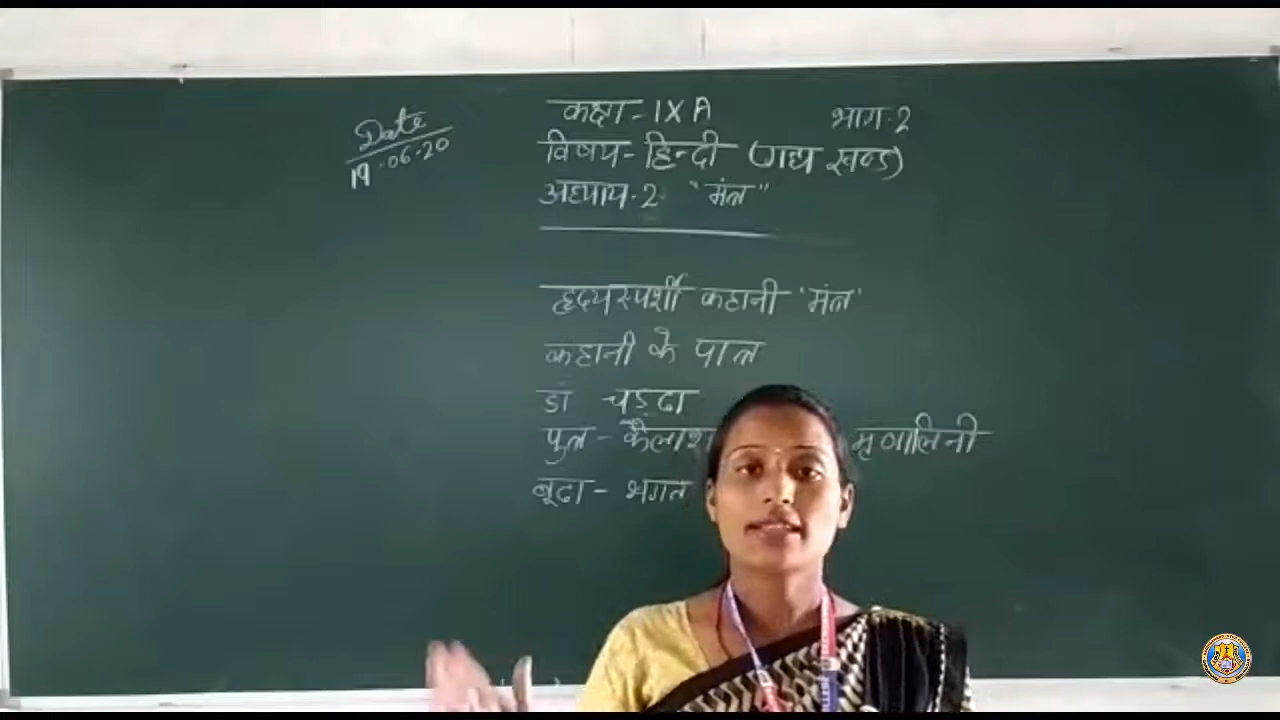 Date
19-06-20
कक्षा - IX A
भाग-2
विषय - हिन्दी (गद्य खण्ड)
अध्याय-2 "मंत्र"
हृदयस्पर्शी कहानी 'मंत्र'
कहानी के पात्र
डॉ चड्ढा
पुत्र - कैलाश
मृणालिनी
बूढा - भगत